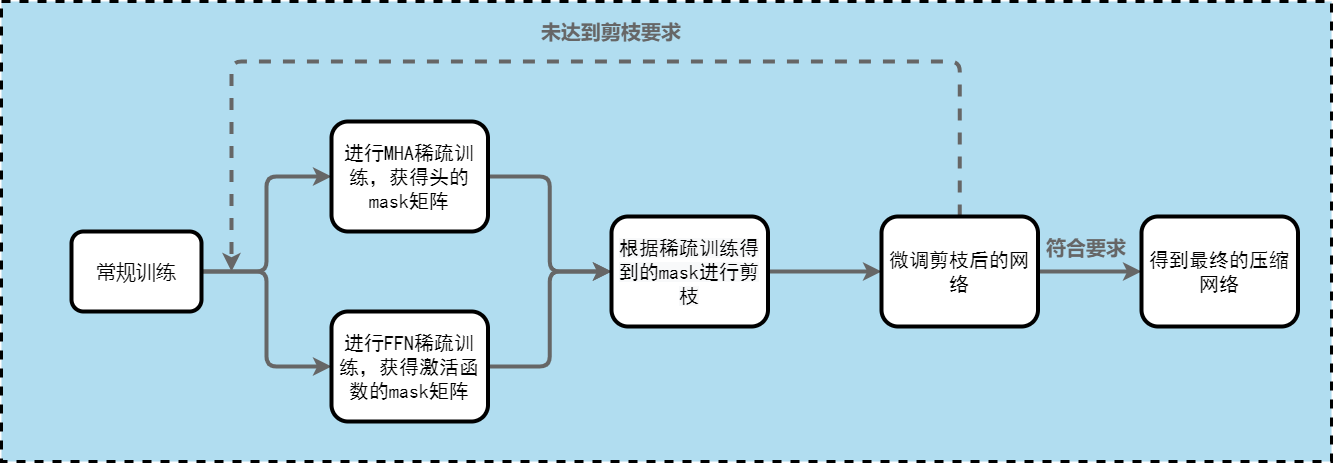 未达到剪枝要求
进行MHA稀疏训
练，获得头的
mask矩阵
常规训练
进行FFN稀疏训
练，获得激活函
数的mask矩阵
根据稀疏训练得
到的mask进行剪
枝
微调剪枝后的网
络
符合要求
得到最终的压缩
网络